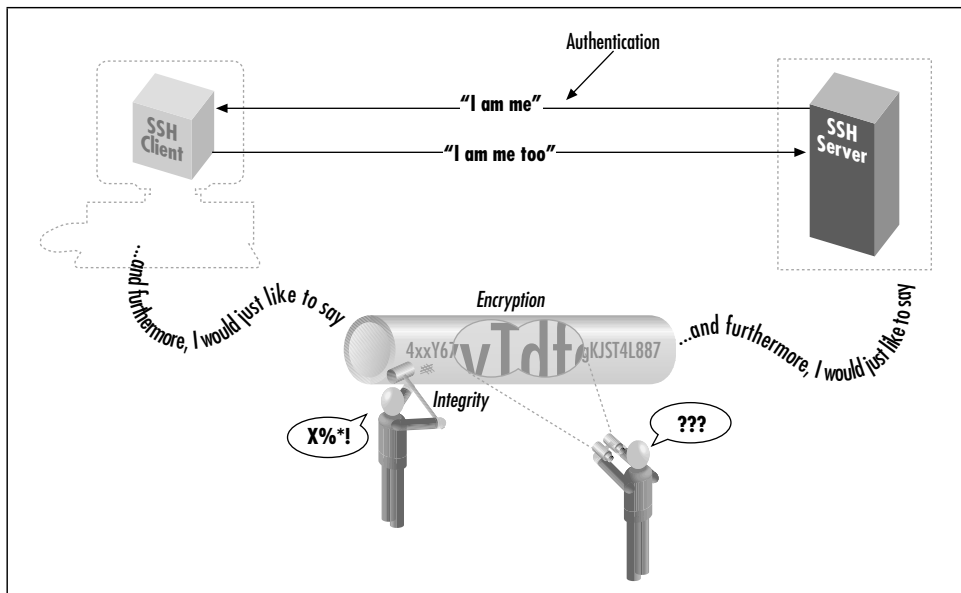 Authentication
"I am me"
SSH
Client
SSH
Server
"I am me too"
...and furthermore, I would just like to say
Encryption
...and furthermore, I would just like to say
4xxY67
yTdf
gKJST4L887
Integrity
X%*!
???